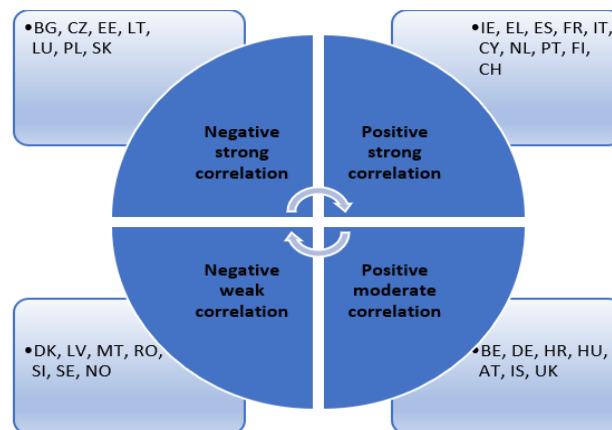 •BG, CZ, EE, LT,
LU, PL, SK
•IE, EL, ES, FR, IT,
CY, NL, PT, FI,
CH
Negative
strong
correlation
Positive
strong
correlation
Negative
weak
correlation
Positive
moderate
correlation
•DK, LV, MT, RO,
SI, SE, NO
•BE, DE, HR, HU,
AT, IS, UK